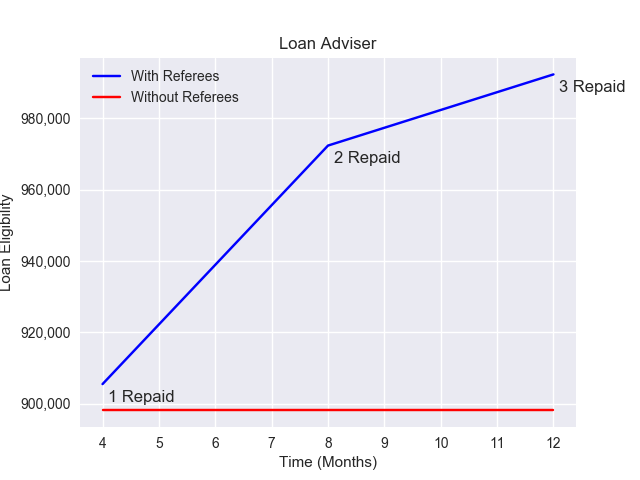 Loan Adviser
With Referees
Without Referees
3 Repaid
2 Repaid
1 Repaid
980,000
960,000
940,000
920,000
900,000
Loan Eligibility
4 5 6 7 8 9 10 11 12
Time (Months)